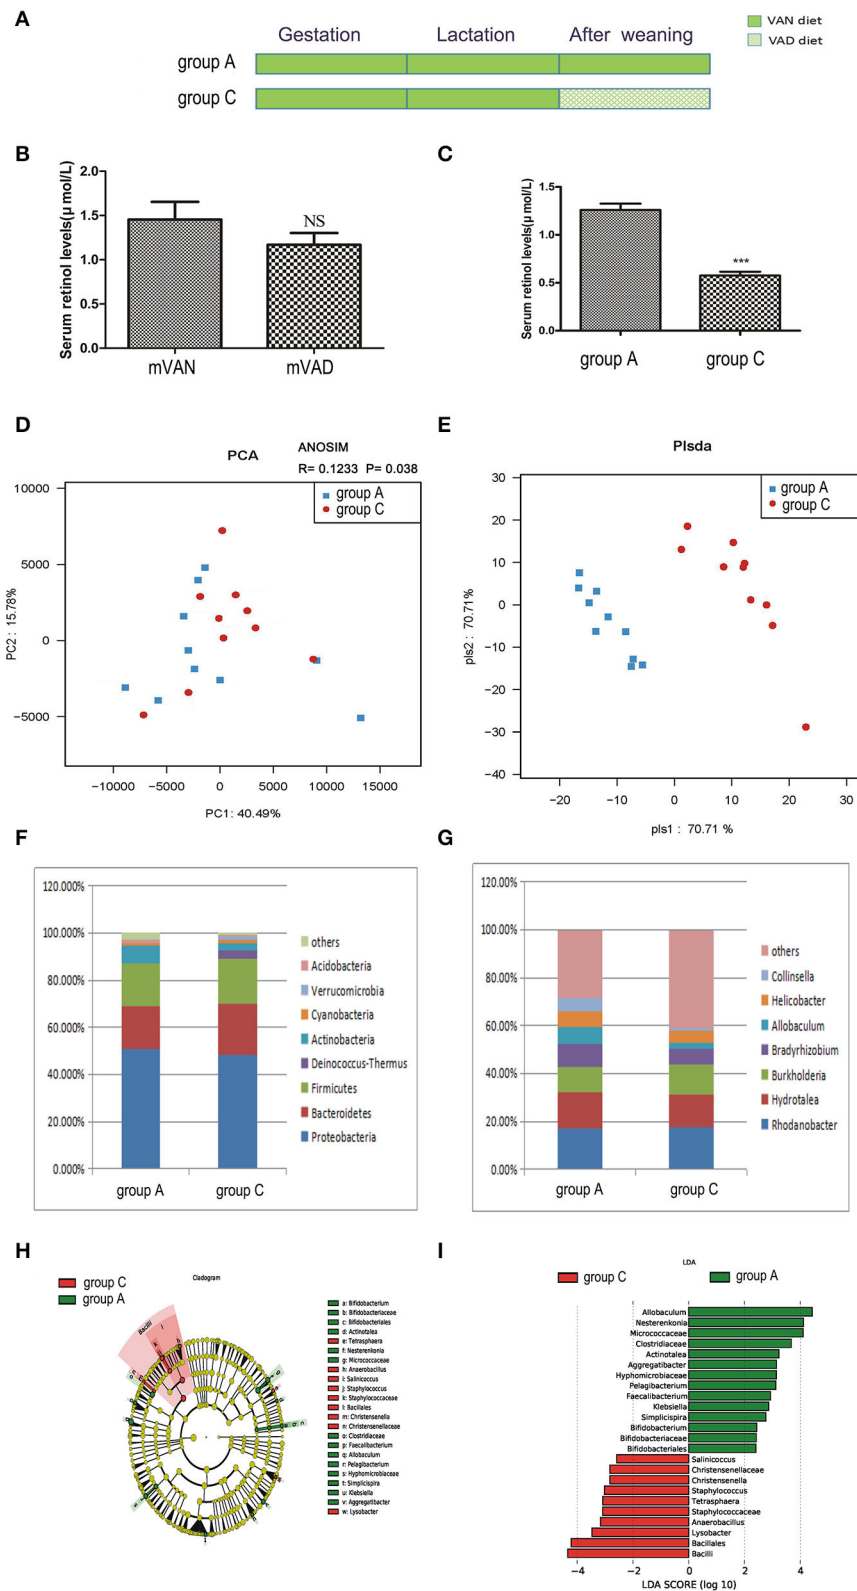 A
Gestation Lactation After weaning
VAN diet
VAD diet
group A
group C
B
Serum retinol levels(μ mol/L)
2.0
1.5
1.0
0.5
0.0
NS
mVAN mVAD
C
Serum retinol levels(μ mol/L)
1.5
1.0
0.5
0.0
***
group A group C
D
PCA
ANOSIM
R= 0.1233 P= 0.038
group A
group C
PC2 : 15.78%
10000
5000
0
−5000
−10000 −5000 0 5000 10000 15000
PC1: 40.49%
E
Plsda
group A
group C
pls2 : 70.71%
30
20
10
0
−10
−20
−30
−40
−20 −10 0 10 20 30
pls1 : 70.71 %
F
120.000%
100.000%
80.000%
60.000%
40.000%
20.000%
0.000%
group A group C
others
Acidobacteria
Verrucomicrobia
Cyanobacteria
Actinobacteria
Deinococcus-Thermus
Firmicutes
Bacteroidetes
Proteobacteria
G
120.00%
100.00%
80.00%
60.00%
40.00%
20.00%
0.00%
group A group C
others
Collinsella
Helicobacter
Allobaculum
Bradyrhizobium
Burkholderia
Hydrotalea
Rhodanobacter
H
group C
group A
Cladogram
Bacilli
a: Bifidobacterium
b: Bifidobacteriaceae
c: Bifidobacteriales
d: Actinotalea
e: Tetrasphaera
f: Nesterenkonia
g: Micrococcaceae
h: Anaerobacillus
i: Salinicoccus
j: Staphylococcus
k: Staphylococcaceae
l: Bacillales
m: Christensenella
n: Christensenellaceae
o: Clostridiaceae
p: Faecalibacterium
q: Allobaculum
r: Pelagibacterium
s: Hyphomicrobiaceae
t: Simplicispira
u: Klebsiella
v: Aggregatibacter
w: Lysobacter
I
LDA
group C group A
Allobaculum
Nesterenkonia
Micrococcaceae
Clostridiaceae
Actinotalea
Aggregatibacter
Hyphomicrobiaceae
Pelagibacterium
Faecalibacterium
Klebsiella
Simplicispira
Bifidobacterium
Bifidobacteriaceae
Bifidobacteriales
Salinicoccus
Christensenellaceae
Christensenella
Staphylococcus
Tetrasphaera
Staphylococcaceae
Anaerobacillus
Lysobacter
Bacillales
Bacilli
−4 −2 0 2 4
LDA SCORE (log 10)